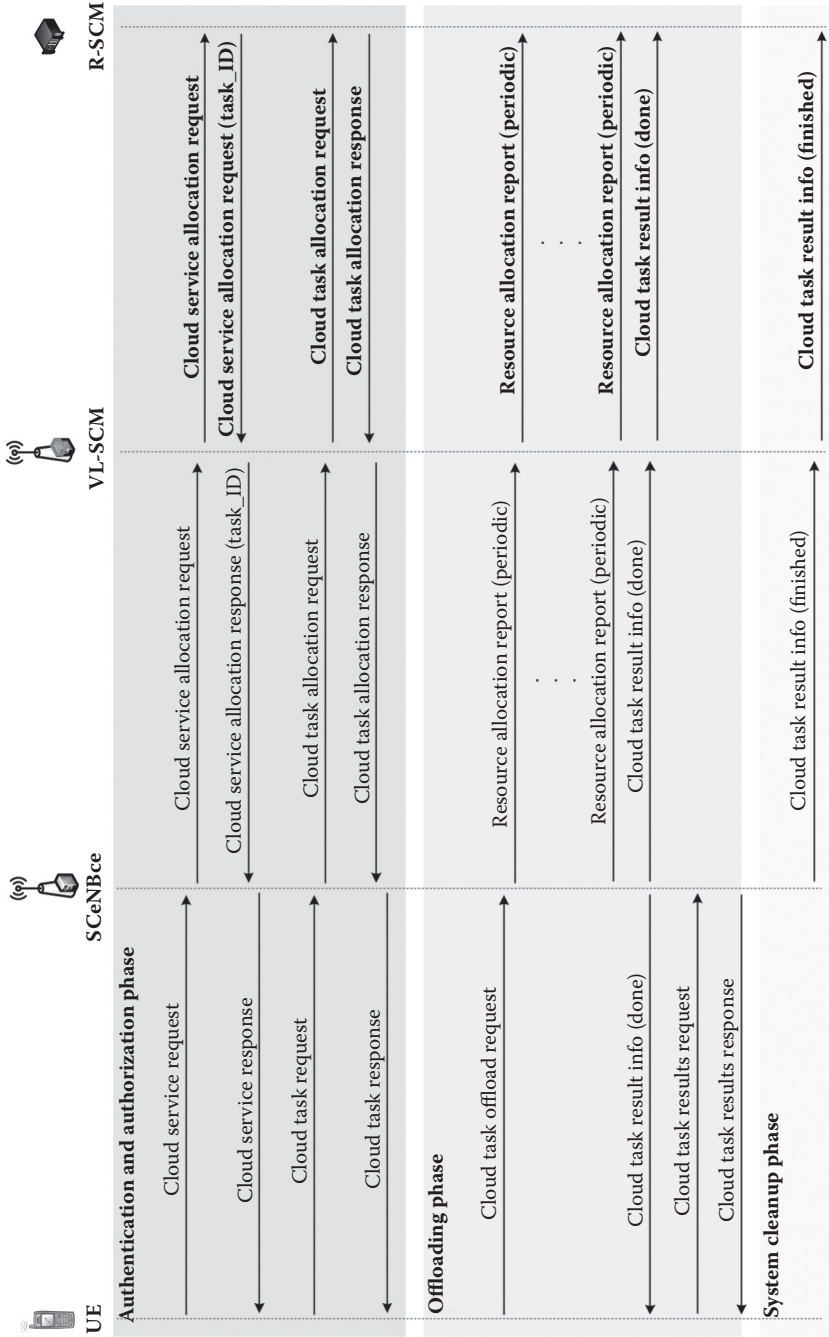 UE
SCeNBce
VL-SCM
R-SCM
Authentication and authorization phase
Cloud service request
Cloud service allocation request
Cloud service allocation request
Cloud service allocation request (task_ID)
Cloud service allocation response (task_ID)
Cloud service response
Cloud task request
Cloud task allocation request
Cloud task allocation request
Cloud task allocation response
Cloud task allocation response
Cloud task response
Offloading phase
Cloud task offload request
Resource allocation report (periodic)
Resource allocation report (periodic)
. . .
. . .
Resource allocation report (periodic)
Resource allocation report (periodic)
Cloud task result info (done)
Cloud task result info (done)
Cloud task result info (done)
Cloud task results request
Cloud task results response
System cleanup phase
Cloud task result info (finished)
Cloud task result info (finished)